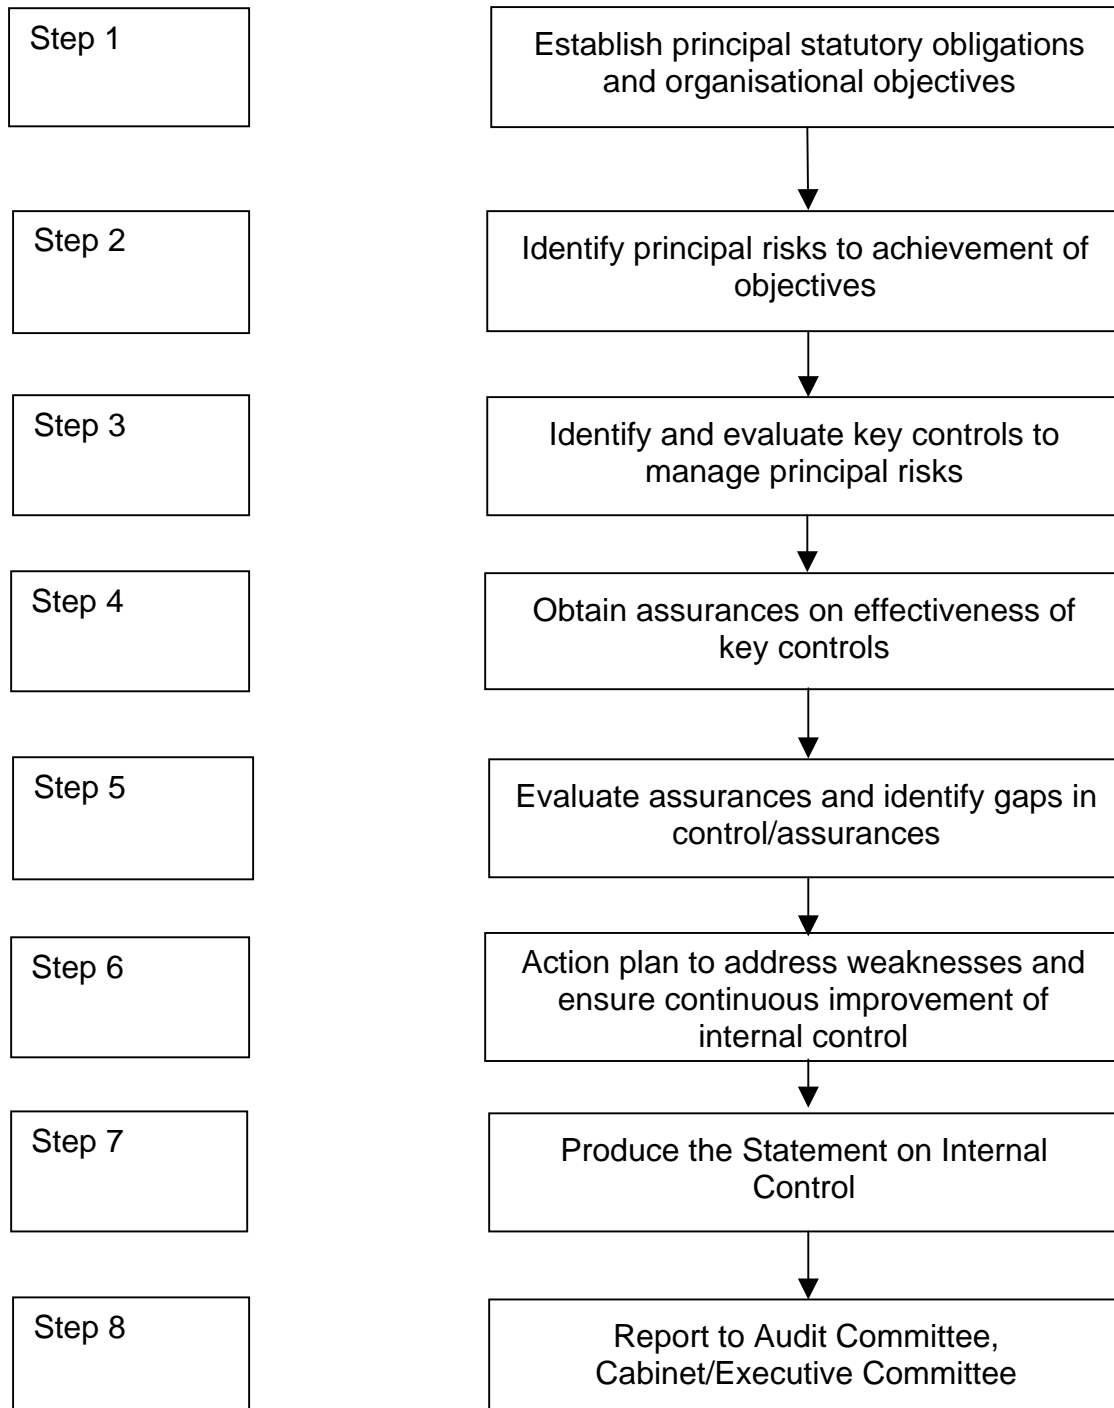 Step 1
Establish principal statutory obligations
and organisational objectives
Step 2
Identify principal risks to achievement of
objectives
Step 3
Identify and evaluate key controls to
manage principal risks
Step 4
Obtain assurances on effectiveness of
key controls
Step 5
Evaluate assurances and identify gaps in
control/assurances
Step 6
Action plan to address weaknesses and
ensure continuous improvement of
internal control
Step 7
Produce the Statement on Internal
Control
Step 8
Report to Audit Committee,
Cabinet/Executive Committee